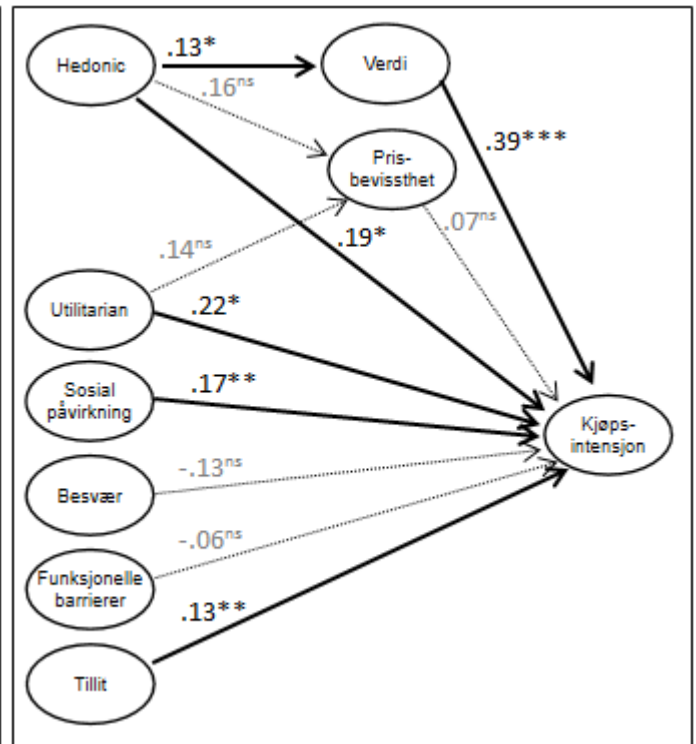 Hedonic
.13*
Verdi
.16ns
.39***
Pris-
bevissthet
.19*
.07ns
.14ns
Utilitarian
.22*
Sosial
påvirkning
.17**
Kjøps-
intensjon
Besvær
-.13ns
-.06ns
Funksjonelle
barrierer
.13**
Tillit